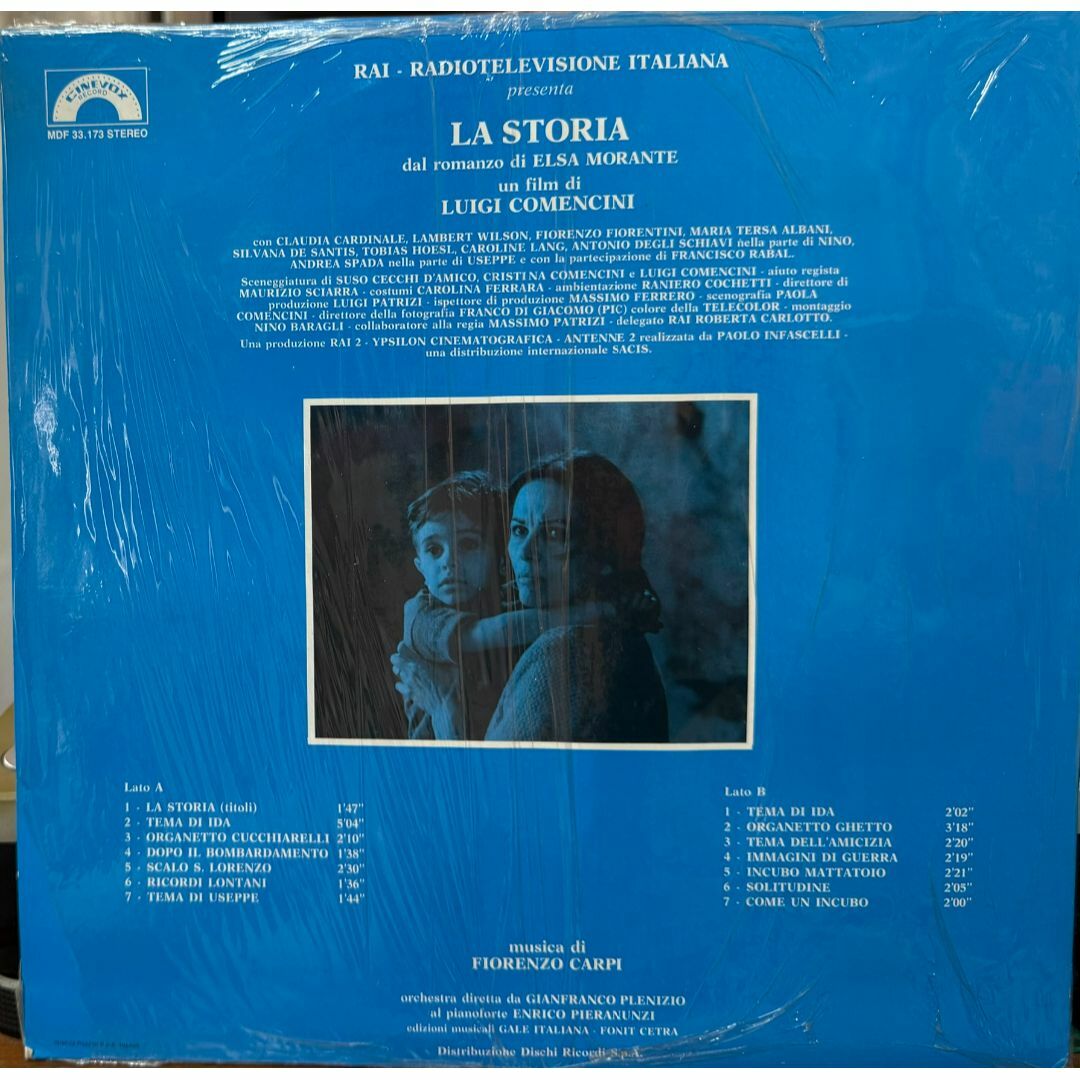 RAI - RADIOTELEVISIONE ITALIANA
presenta
CINEVOX
RECORD
MDF 33.173 STEREO
LA STORIA
dal romanzo di ELSA MORANTE
un film di
LUIGI COMENCINI
con CLAUDIA CARDINALE, LAMBERT WILSON, FIORENZO FIORENTINI, MARIA TERSA ALBANI,
SILVANA DE SANTIS, TOBIAS HOESL, CAROLINE LANG, ANTONIO DEGLI SCHIAVI nella parte di NINO,
ANDREA SPADA nella parte di USEPPE e con la partecipazione di FRANCISCO RABAL.
Sceneggiatura di SUSO CECCHI D'AMICO, CRISTINA COMENCINI e LUIGI COMENCINI - aiuto regista
MAURIZIO SCIARRA - costumi CAROLINA FERRARA - ambientazione RANIERO COCHETTI - direttore di
produzione LUIGI PATRIZI - ispettore di produzione MASSIMO FERRERO - scenografia PAOLA
COMENCINI - direttore della fotografia FRANCO DI GIACOMO (PIC) colore della TELECOLOR - montaggio
NINO BARAGLI - collaboratore alla regia MASSIMO PATRIZI - delegato RAI ROBERTA CARLOTTO.
Una produzione RAI 2 - YPSILON CINEMATOGRAFICA - ANTENNE 2 realizzata da PAOLO INFASCELLI -
una distribuzione internazionale SACIS.
Lato A
1 - LA STORIA (titoli) 1'47"
2 - TEMA DI IDA 5'04"
3 - ORGANETTO CUCCHIARELLI 2'10"
4 - DOPO IL BOMBARDAMENTO 1'38"
5 - SCALO S. LORENZO 2'30"
6 - RICORDI LONTANI 1'36"
7 - TEMA DI USEPPE 1'44"
Lato B
1 - TEMA DI IDA 2'02"
2 - ORGANETTO GHETTO 3'18"
3 - TEMA DELL'AMICIZIA 2'20"
4 - IMMAGINI DI GUERRA 2'19"
5 - INCUBO MATTATOIO 2'21"
6 - SOLITUDINE 2'05"
7 - COME UN INCUBO 2'00"
musica di
FIORENZO CARPI
orchestra diretta da GIANFRANCO PLENIZIO
al pianoforte ENRICO PIERANUNZI
edizioni musicali GALE ITALIANA - FONIT CETRA
Distribuzione Dischi Ricordi S.p.A.